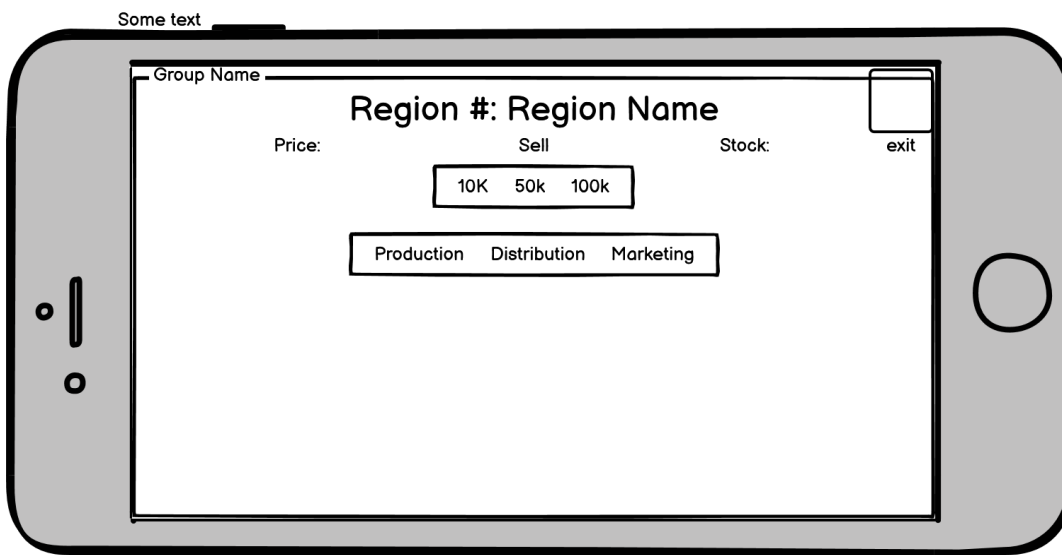 Some text
Group Name
Region #: Region Name
Price: Sell Stock: exit
10K 50k 100k
Production Distribution Marketing